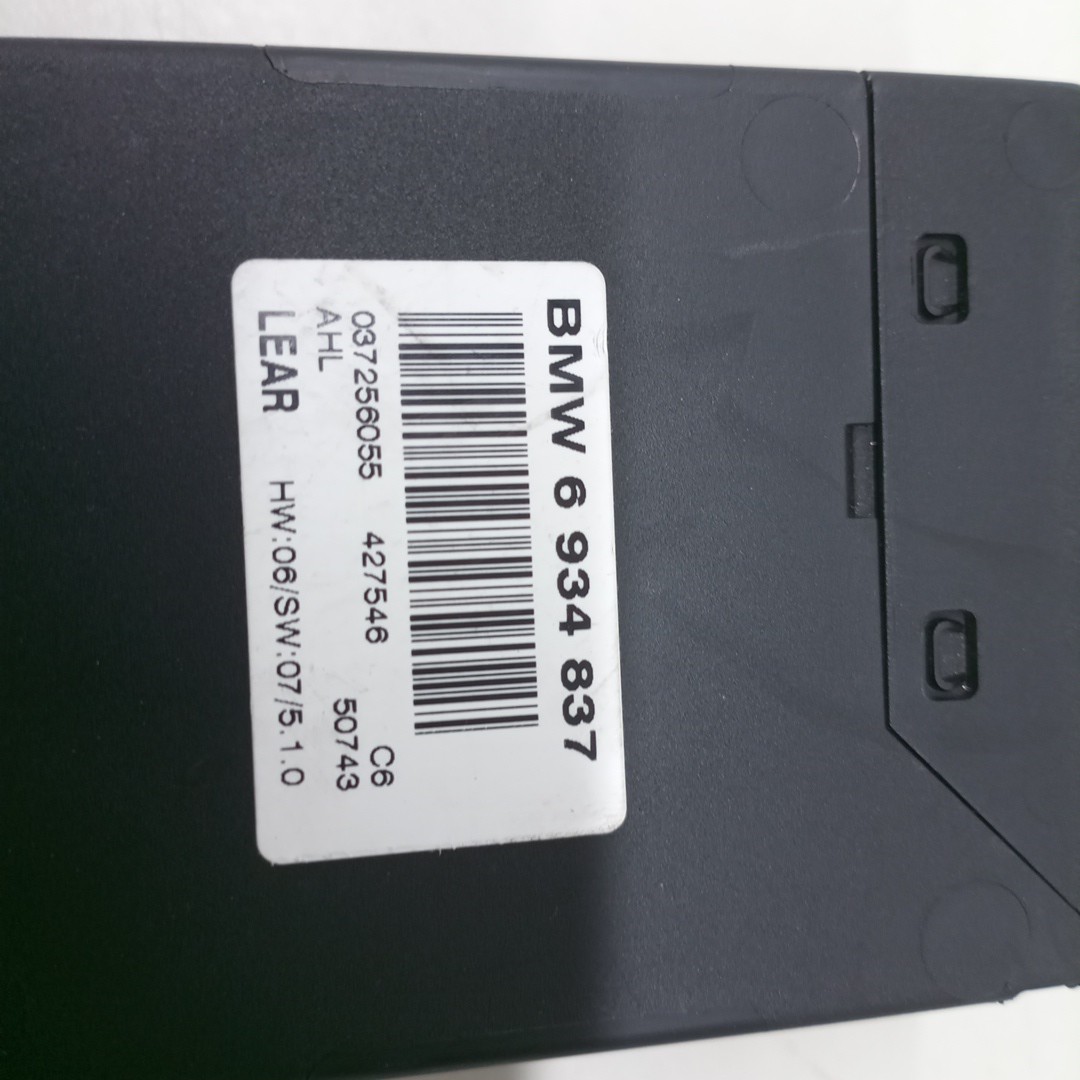 BMW 6 934 837
037256055 427546 C6
AHL 50743
LEAR HW:06/SW:07/5.1.0